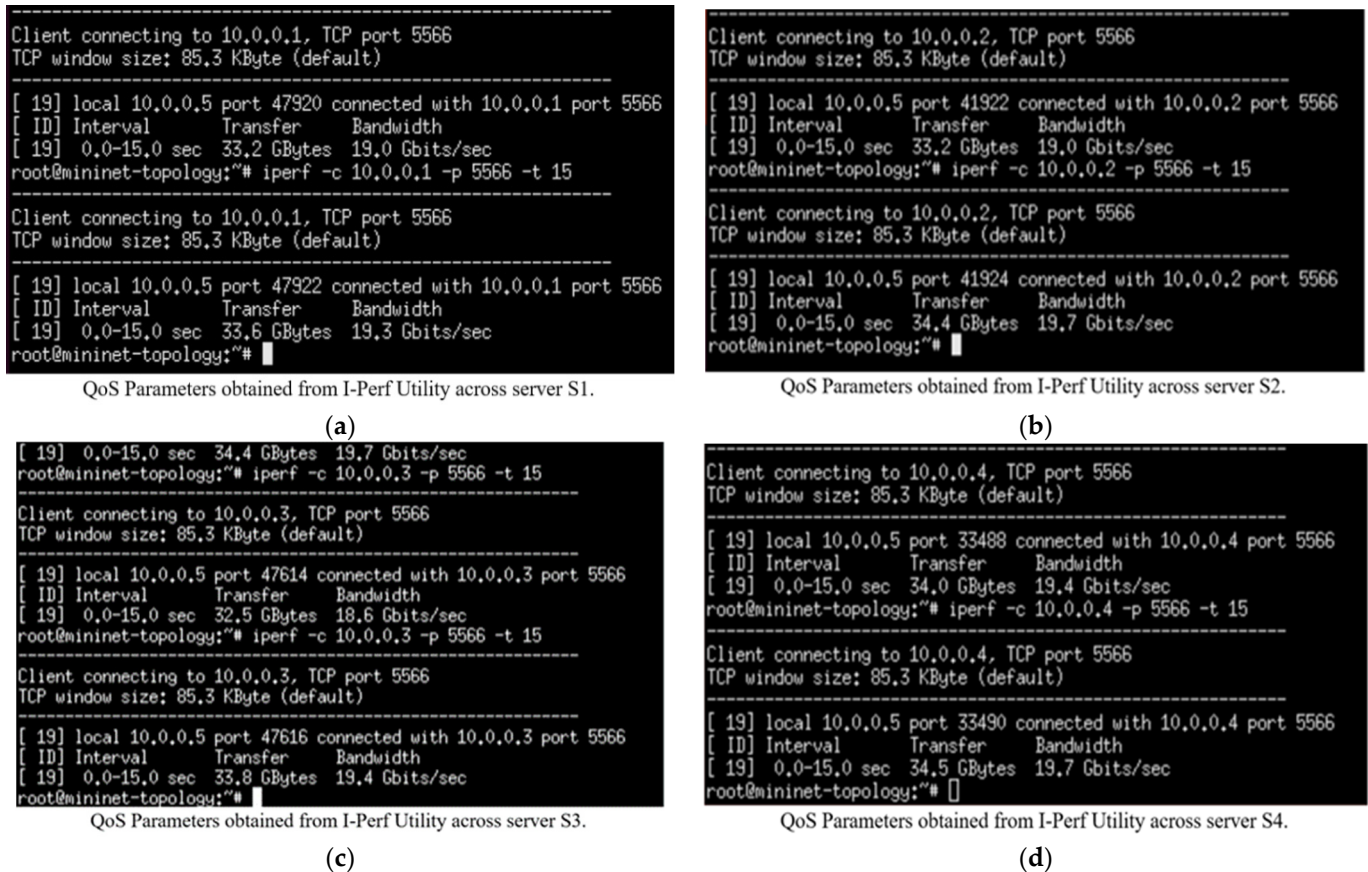 ------------------------------------------------------------
Client connecting to 10.0.0.1, TCP port 5566
TCP window size: 85.3 KByte (default)
------------------------------------------------------------
[ 19] local 10.0.0.5 port 47920 connected with 10.0.0.1 port 5566
[ ID] Interval       Transfer     Bandwidth
[ 19]  0.0-15.0 sec  33.2 GBytes  19.0 Gbits/sec
root@mininet-topology:~# iperf -c 10.0.0.1 -p 5566 -t 15
------------------------------------------------------------
Client connecting to 10.0.0.1, TCP port 5566
TCP window size: 85.3 KByte (default)
------------------------------------------------------------
[ 19] local 10.0.0.5 port 47922 connected with 10.0.0.1 port 5566
[ ID] Interval       Transfer     Bandwidth
[ 19]  0.0-15.0 sec  33.6 GBytes  19.3 Gbits/sec
root@mininet-topology:~#
QoS Parameters obtained from I-Perf Utility across server S1.
(a)
------------------------------------------------------------
Client connecting to 10.0.0.2, TCP port 5566
TCP window size: 85.3 KByte (default)
------------------------------------------------------------
[ 19] local 10.0.0.5 port 41922 connected with 10.0.0.2 port 5566
[ ID] Interval       Transfer     Bandwidth
[ 19]  0.0-15.0 sec  33.2 GBytes  19.0 Gbits/sec
root@mininet-topology:~# iperf -c 10.0.0.2 -p 5566 -t 15
------------------------------------------------------------
Client connecting to 10.0.0.2, TCP port 5566
TCP window size: 85.3 KByte (default)
------------------------------------------------------------
[ 19] local 10.0.0.5 port 41924 connected with 10.0.0.2 port 5566
[ ID] Interval       Transfer     Bandwidth
[ 19]  0.0-15.0 sec  34.4 GBytes  19.7 Gbits/sec
root@mininet-topology:~#
QoS Parameters obtained from I-Perf Utility across server S2.
(b)
[ 19]  0.0-15.0 sec  34.4 GBytes  19.7 Gbits/sec
root@mininet-topology:~# iperf -c 10.0.0.3 -p 5566 -t 15
------------------------------------------------------------
Client connecting to 10.0.0.3, TCP port 5566
TCP window size: 85.3 KByte (default)
------------------------------------------------------------
[ 19] local 10.0.0.5 port 47614 connected with 10.0.0.3 port 5566
[ ID] Interval       Transfer     Bandwidth
[ 19]  0.0-15.0 sec  32.5 GBytes  18.6 Gbits/sec
root@mininet-topology:~# iperf -c 10.0.0.3 -p 5566 -t 15
------------------------------------------------------------
Client connecting to 10.0.0.3, TCP port 5566
TCP window size: 85.3 KByte (default)
------------------------------------------------------------
[ 19] local 10.0.0.5 port 47616 connected with 10.0.0.3 port 5566
[ ID] Interval       Transfer     Bandwidth
[ 19]  0.0-15.0 sec  33.8 GBytes  19.4 Gbits/sec
root@mininet-topology:~#
QoS Parameters obtained from I-Perf Utility across server S3.
(c)
------------------------------------------------------------
Client connecting to 10.0.0.4, TCP port 5566
TCP window size: 85.3 KByte (default)
------------------------------------------------------------
[ 19] local 10.0.0.5 port 33488 connected with 10.0.0.4 port 5566
[ ID] Interval       Transfer     Bandwidth
[ 19]  0.0-15.0 sec  34.0 GBytes  19.4 Gbits/sec
root@mininet-topology:~# iperf -c 10.0.0.4 -p 5566 -t 15
------------------------------------------------------------
Client connecting to 10.0.0.4, TCP port 5566
TCP window size: 85.3 KByte (default)
------------------------------------------------------------
[ 19] local 10.0.0.5 port 33490 connected with 10.0.0.4 port 5566
[ ID] Interval       Transfer     Bandwidth
[ 19]  0.0-15.0 sec  34.5 GBytes  19.7 Gbits/sec
root@mininet-topology:~#
QoS Parameters obtained from I-Perf Utility across server S4.
(d)